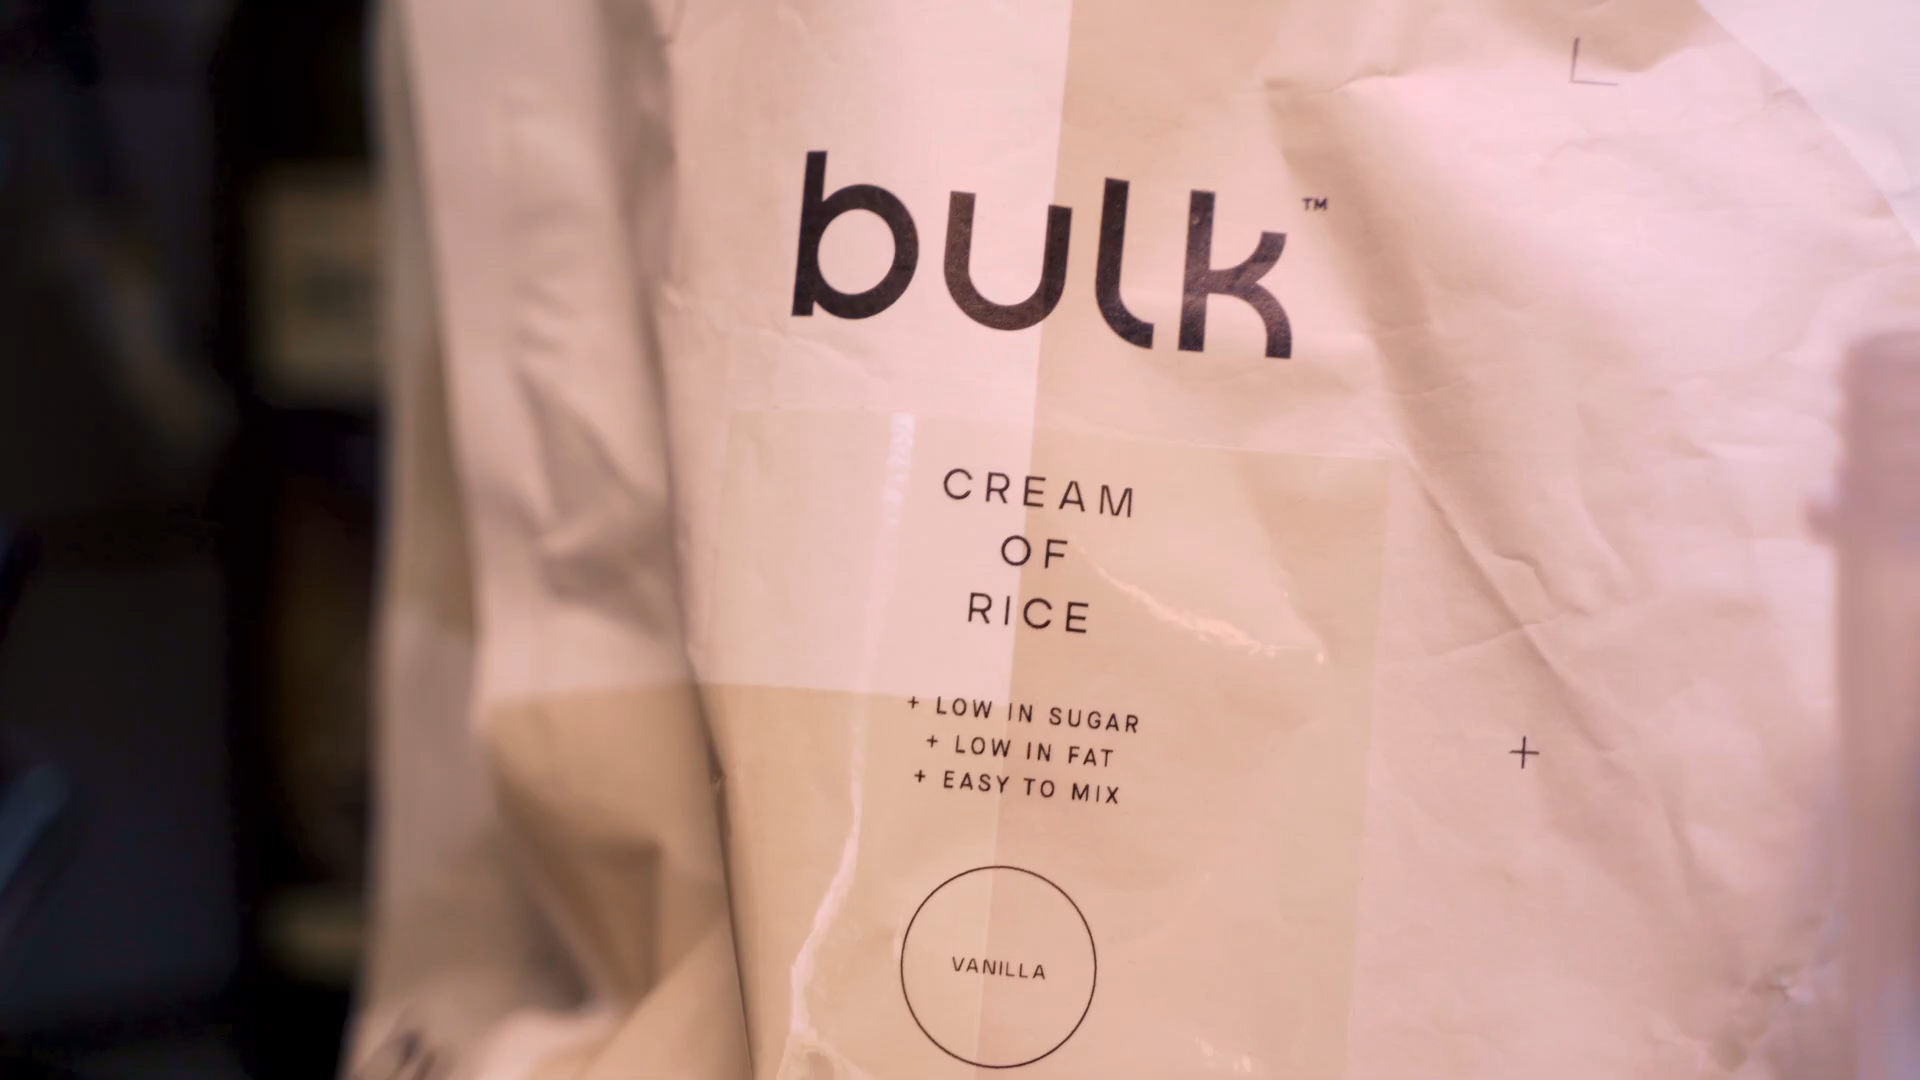 bulk™
CREAM
OF
RICE
+ LOW IN SUGAR
+ LOW IN FAT
+ EASY TO MIX
VANILLA